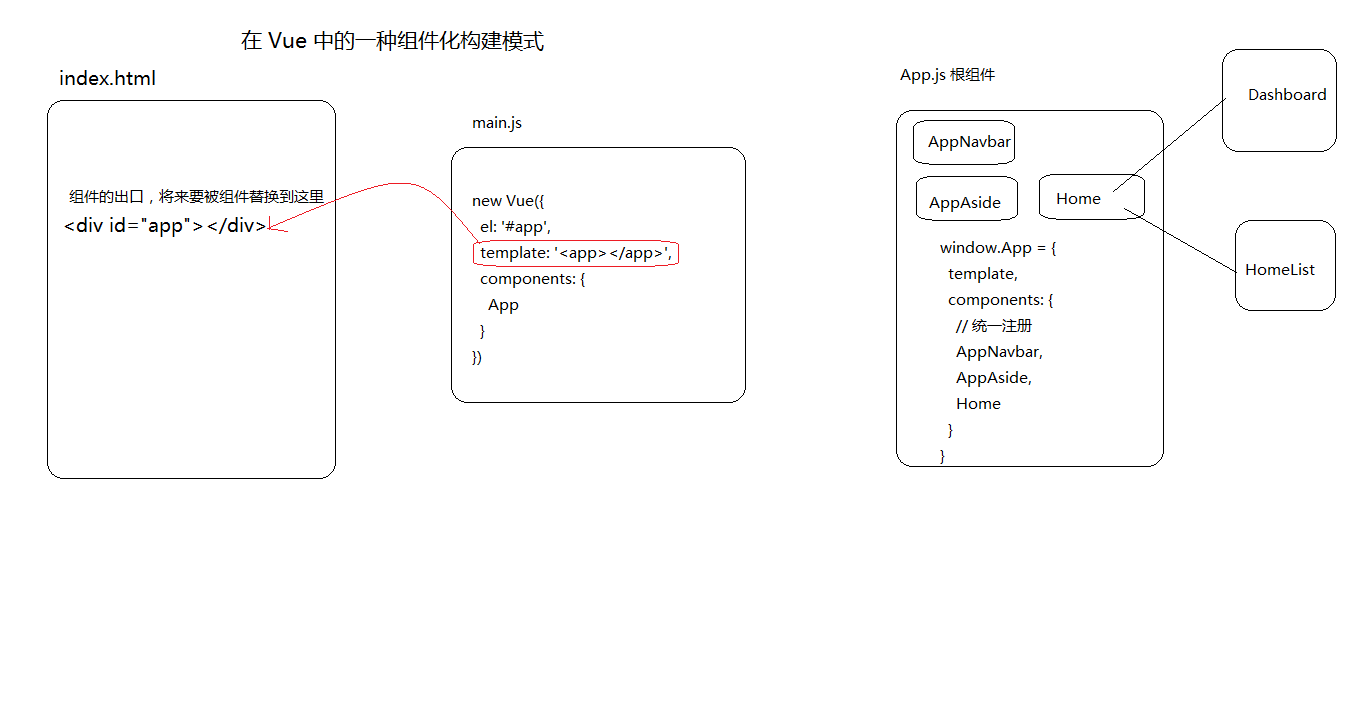 在 Vue 中的一种组件化构建模式
index.html
组件的出口，将来要被组件替换到这里
<div id="app"></div>
main.js
new Vue({
el: '#app',
template: '<app></app>',
components: {
App
}
})
App.js 根组件
AppNavbar
AppAside
Home
window.App = {
template,
components: {
// 统一注册
AppNavbar,
AppAside,
Home
}
}
Dashboard
HomeList